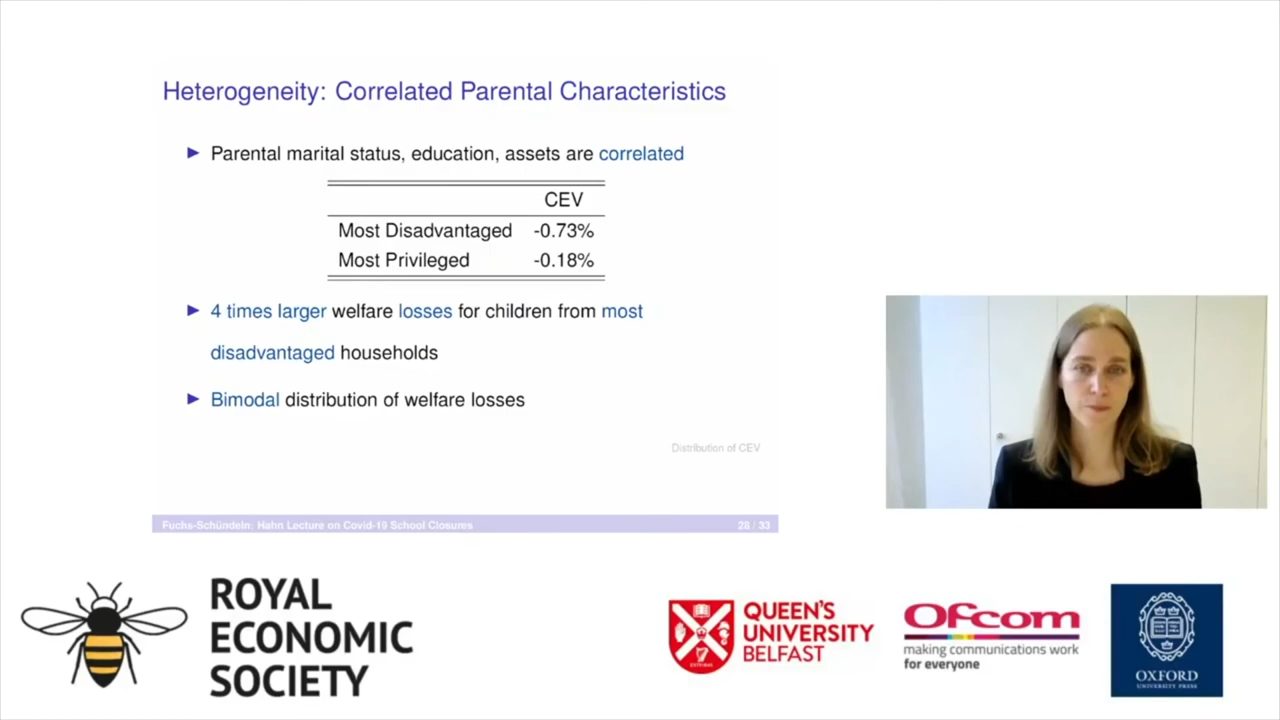 Heterogeneity: Correlated Parental Characteristics
Parental marital status, education, assets are correlated
CEV
Most Disadvantaged -0.73%
Most Privileged -0.18%
4 times larger welfare losses for children from most
disadvantaged households
Bimodal distribution of welfare losses
Distribution of CEV
Fuchs-Schündeln: Hahn Lecture on Covid-19 School Closures 28 / 33
ROYAL
ECONOMIC
SOCIETY
QUEEN'S
UNIVERSITY
BELFAST
Ofcom
making communications work
for everyone
OXFORD
UNIVERSITY PRESS